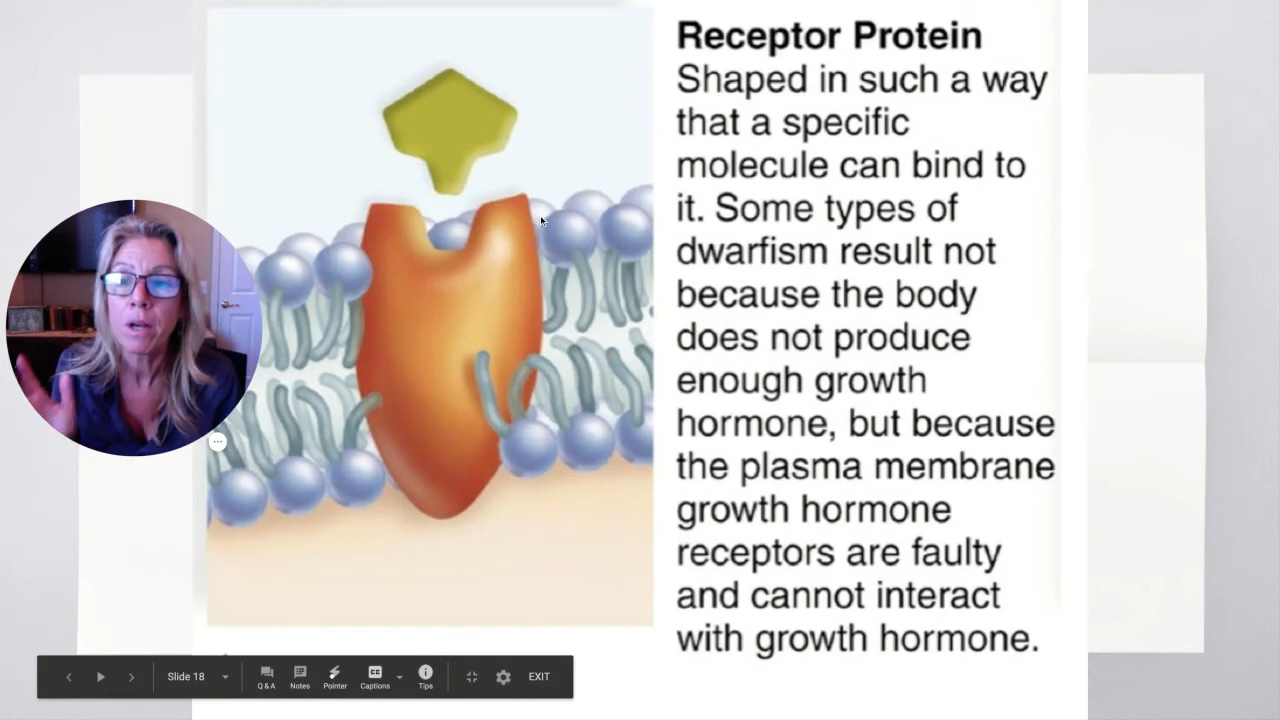 Receptor Protein
Shaped in such a way
that a specific
molecule can bind to
it. Some types of
dwarfism result not
because the body
does not produce
enough growth
hormone, but because
the plasma membrane
growth hormone
receptors are faulty
and cannot interact
with growth hormone.
Slide 18
Q & A
Notes
Pointer
CC
Captions
Tips
EXIT